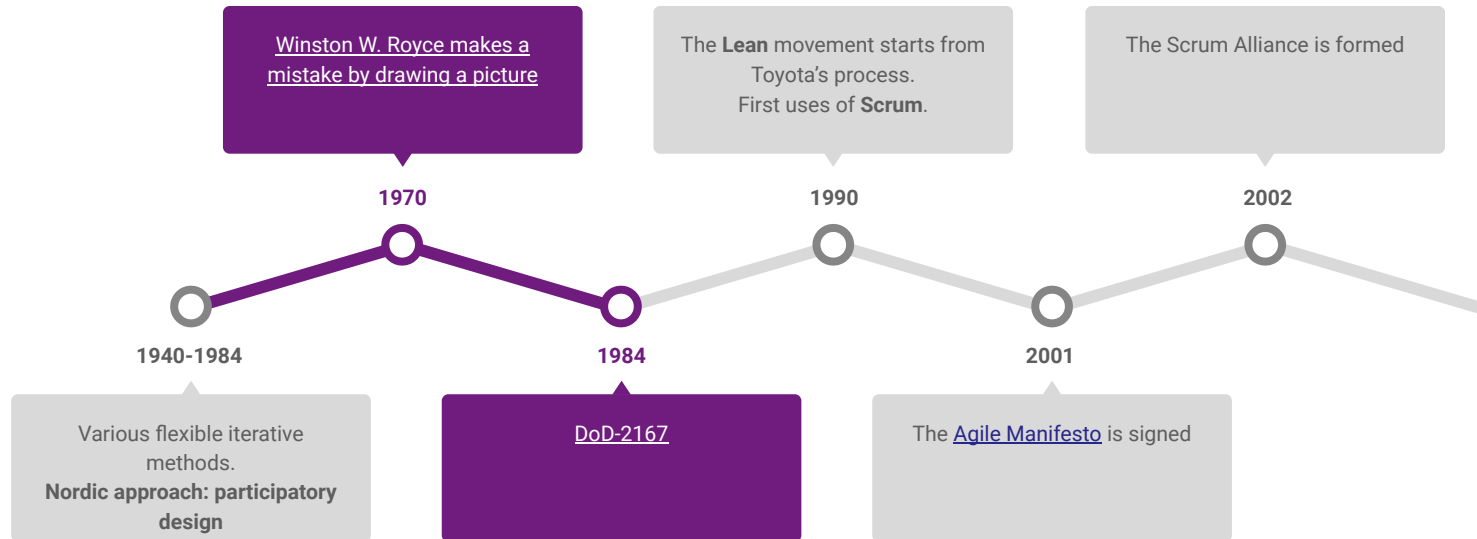 Winston W. Royce makes a
mistake by drawing a picture
The Lean movement starts from
Toyota’s process.
First uses of Scrum.
The Scrum Alliance is formed
1970
1990
2002
1940-1984
1984
2001
Various flexible iterative
methods.
Nordic approach: participatory
design
DoD-2167
The Agile Manifesto is signed